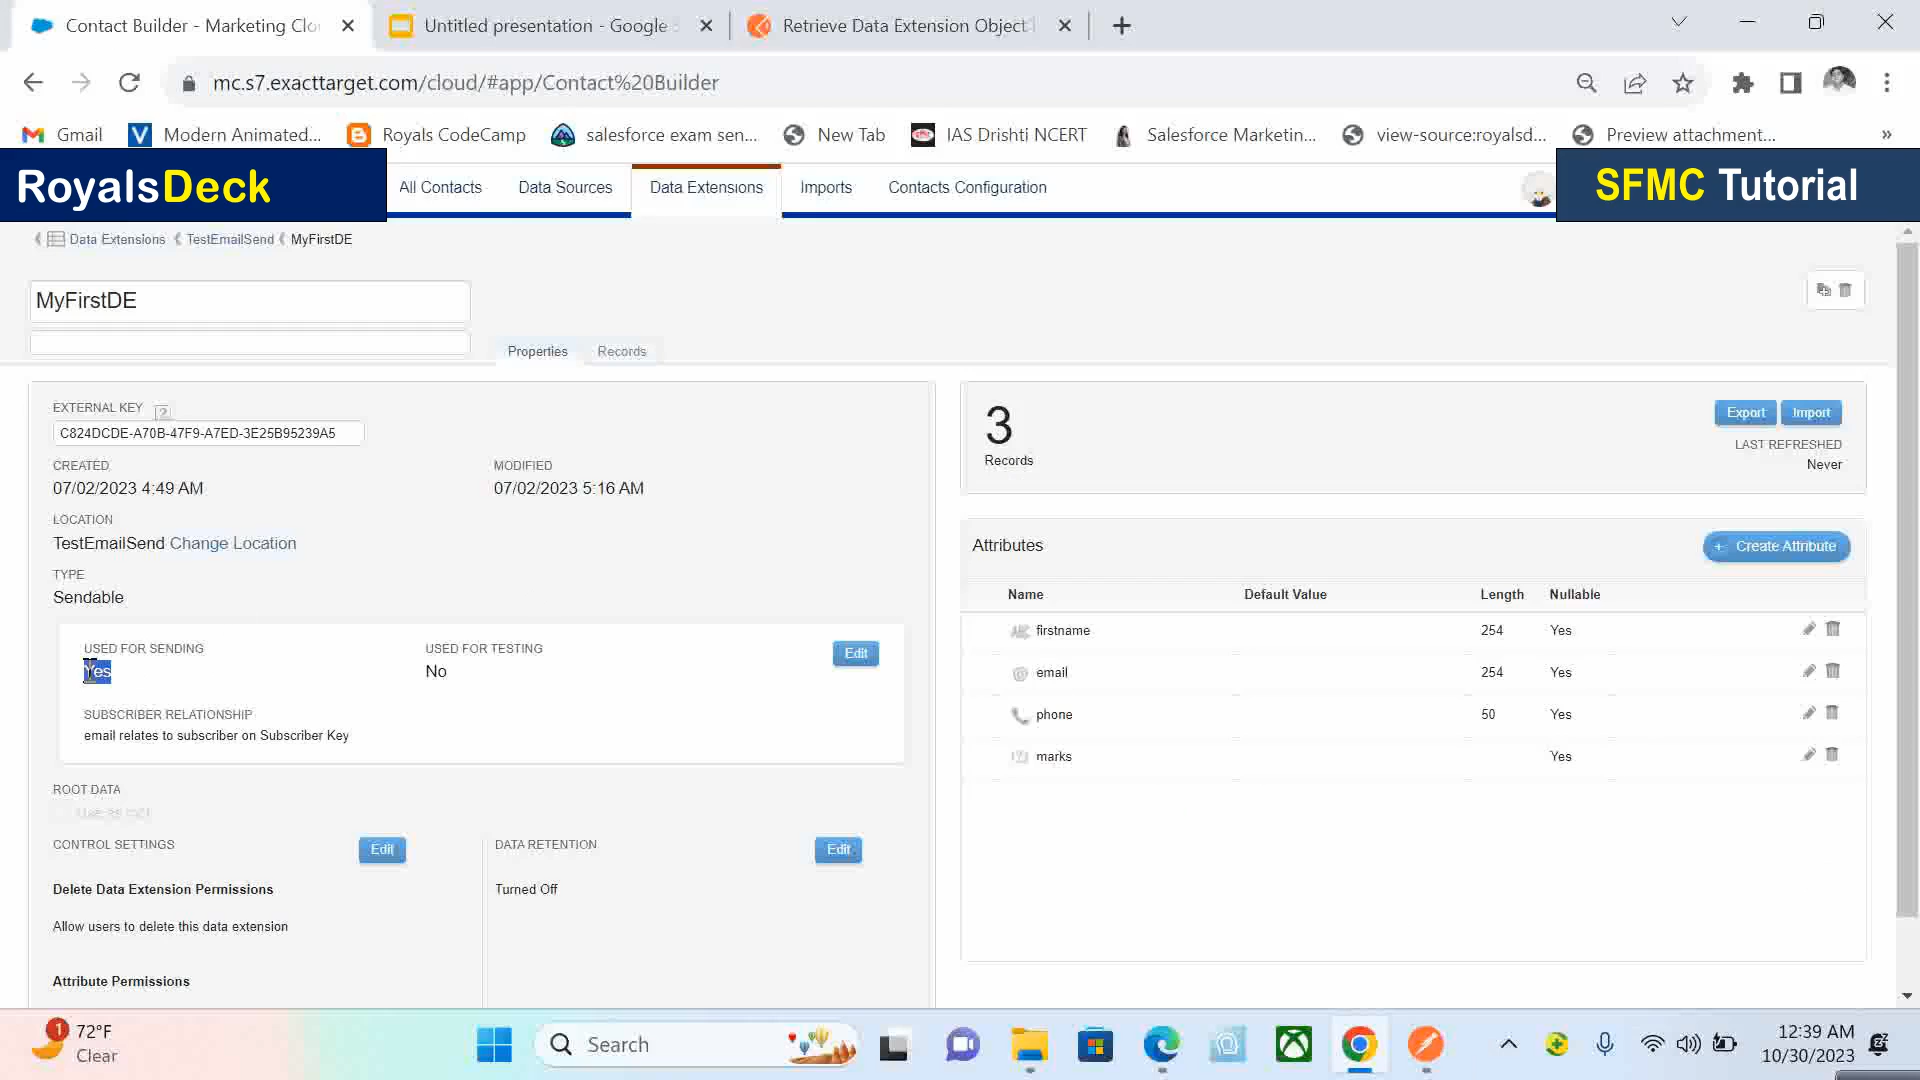 Contact Builder - Marketing Clo
Untitled presentation - Google S
Retrieve Data Extension Object
mc.s7.exacttarget.com/cloud/#app/Contact%20Builder
Gmail
Modern Animated...
Royals CodeCamp
salesforce exam sen...
New Tab
IAS Drishti NCERT
Salesforce Marketin...
view-source:royalsd...
Preview attachment...
»
RoyalsDeck
All Contacts
Data Sources
Data Extensions
Imports
Contacts Configuration
SFMC Tutorial
Data Extensions
TestEmailSend
MyFirstDE
MyFirstDE
Properties
Records
EXTERNAL KEY ?
C824DCDE-A70B-47F9-A7ED-3E25B95239A5
CREATED
07/02/2023 4:49 AM
MODIFIED
07/02/2023 5:16 AM
LOCATION
TestEmailSend Change Location
TYPE
Sendable
USED FOR SENDING
Yes
USED FOR TESTING
No
Edit
SUBSCRIBER RELATIONSHIP
email relates to subscriber on Subscriber Key
ROOT DATA
Use as root
CONTROL SETTINGS
Edit
DATA RETENTION
Edit
Delete Data Extension Permissions
Turned Off
Allow users to delete this data extension
Attribute Permissions
3
Records
Export
Import
LAST REFRESHED
Never
Attributes
+ Create Attribute
Name Default Value Length Nullable
firstname 254 Yes
email 254 Yes
phone 50 Yes
marks Yes
1
72°F
Clear
Search
12:39 AM
10/30/2023